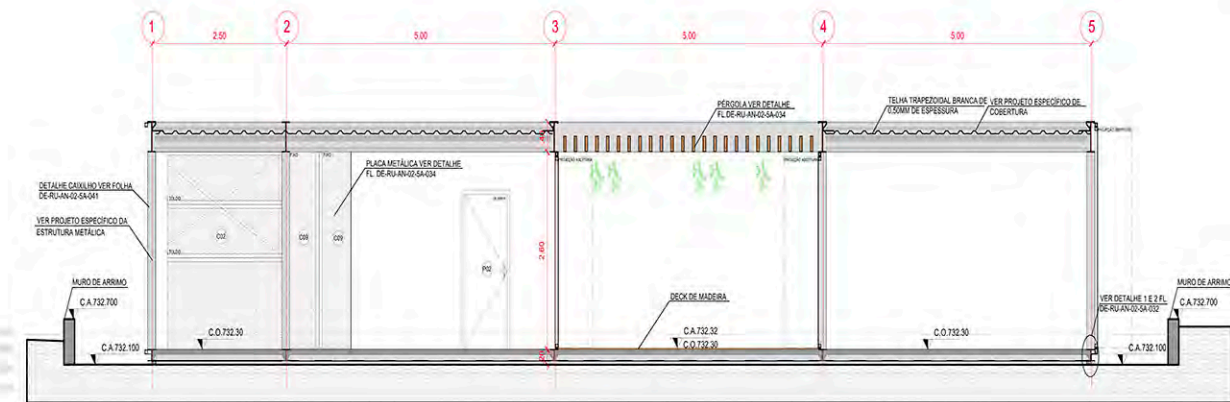 1
2
3
4
5
2.50
5.00
5.00
5.00
PÉRGOLA VER DETALHE
FL.DE-RU-AN-02-5A-034
TELHA TRAPEZOIDAL BRANCA DE
0,50MM DE ESPESSURA
VER PROJETO ESPECÍFICO DE
COBERTURA
PLACA METÁLICA VER DETALHE
FL. DE-RU-AN-02-5A-034
DETALHE CAIXILHO VER FOLHA
DE-RU-AN-02-5A-041
VER PROJETO ESPECÍFICO DA
ESTRUTURA METÁLICA
C02
C09
P02
2.60
MURO DE ARRIMO
C.A.732.700
C.A.732.100
C.O.732.30
DECK DE MADEIRA
C.A.732.32
C.O.732.30
C.O.732.30
VER DETALHE 1 E 2 FL
DE-RU-AN-02-5A-032
MURO DE ARRIMO
C.A.732.700
C.A.732.100